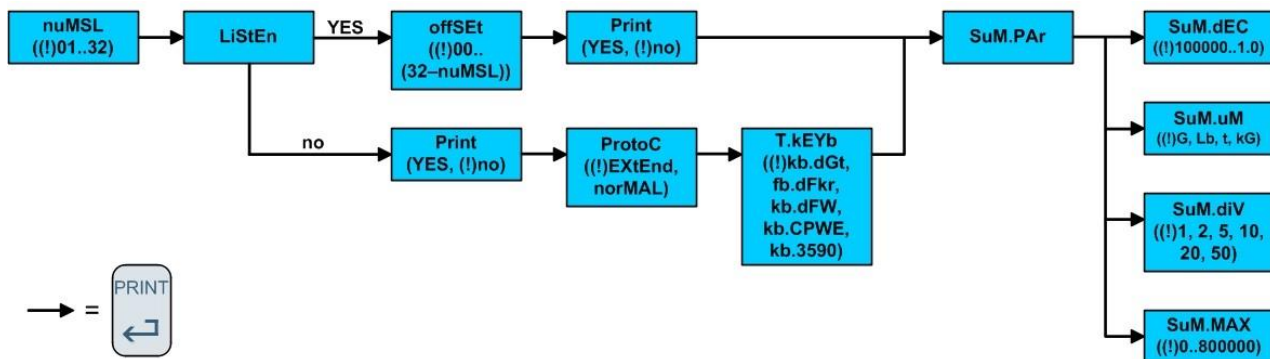 nuMSL
((!)01..32)
LiStEn
YES
offSEt
((!)00..
(32–nuMSL))
Print
(YES, (!)no)
SuM.PAr
SuM.dEC
((!)100000..1.0)
SuM.uM
((!)G, Lb, t, kG)
no
Print
(YES, (!)no)
ProtoC
((!)EXtEnd,
norMAL)
T.kEYb
((!)kb.dGt,
fb.dFkr,
kb.dFW,
kb.CPWE,
kb.3590)
SuM.diV
((!)1, 2, 5, 10,
20, 50)
SuM.MAX
((!)0..800000)
=
PRINT